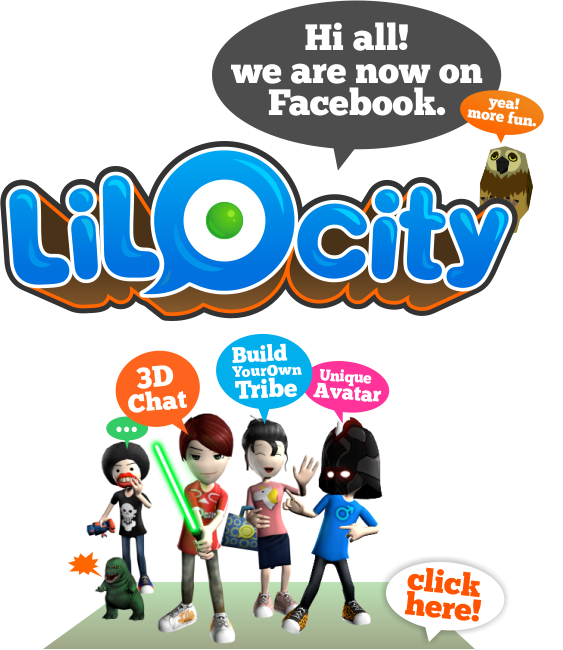 Hi all!
we are now on
Facebook.
yea!
more fun.
LiLOcity
Build
YourOwn
Tribe
3D
Chat
Unique
Avatar
...
click
here!